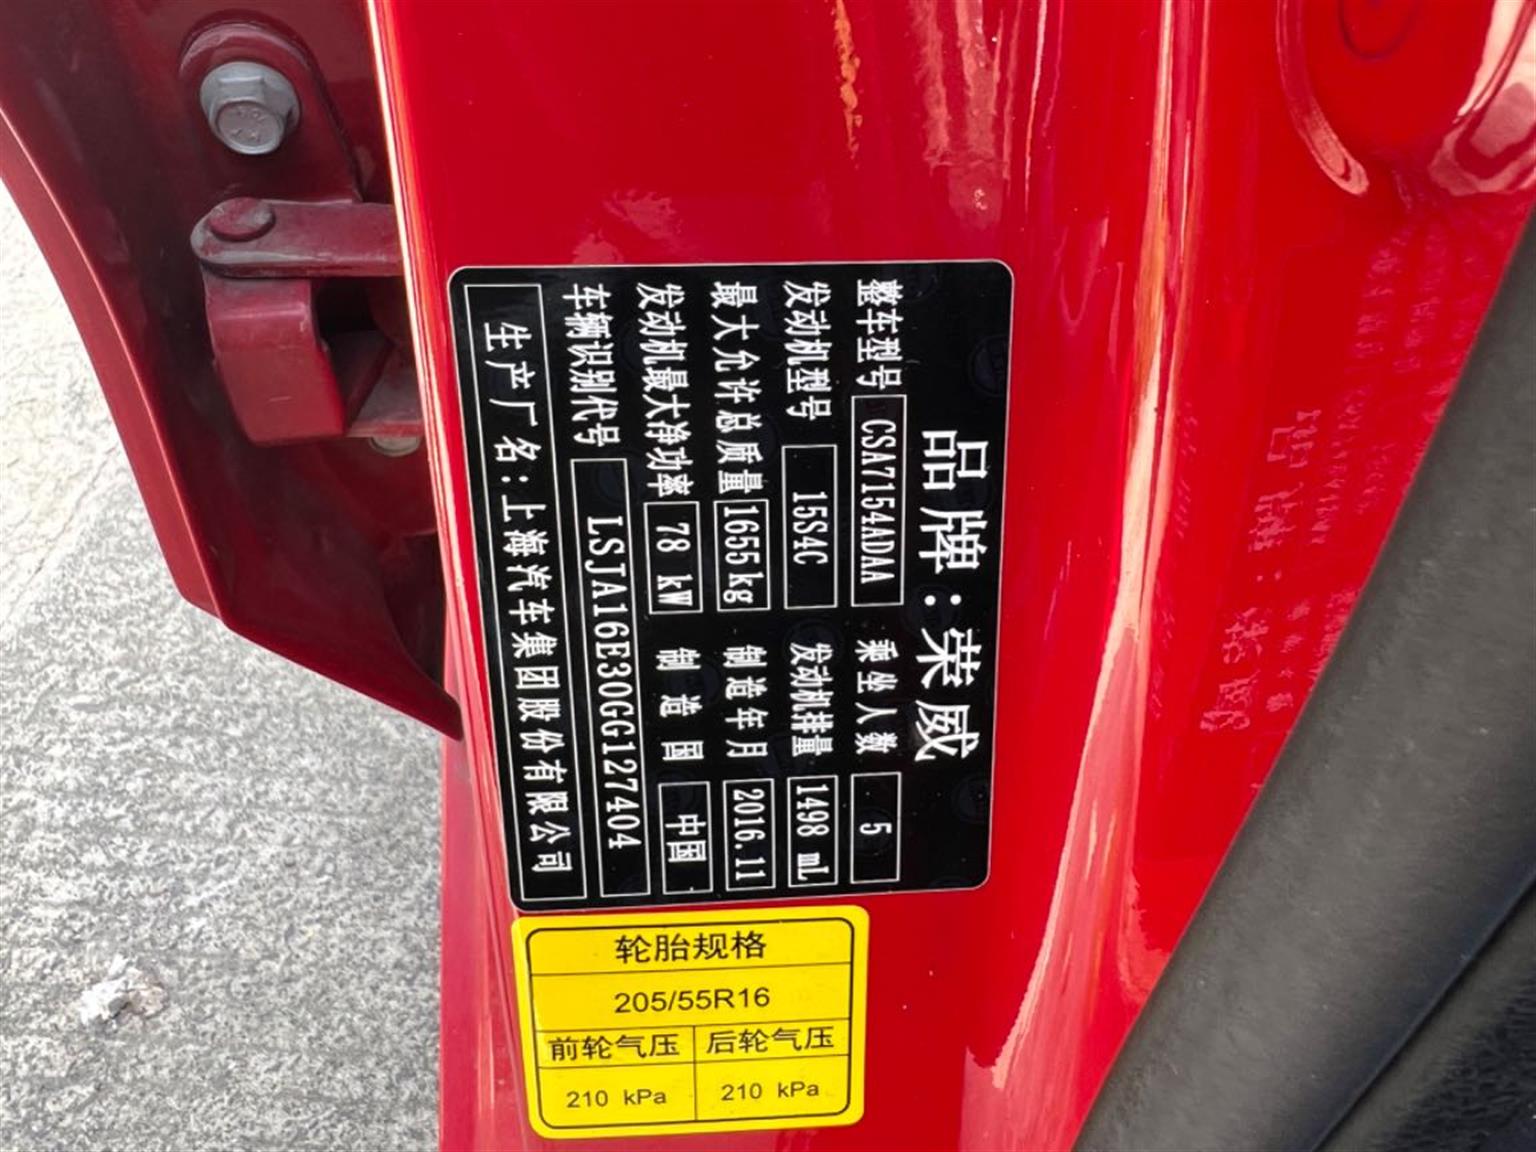 品牌:荣威
整车型号 CSA7154ADAA 乘坐人数 5
发动机型号 15S4C 发动机排量 1498 mL
最大允许总质量 1655kg 制造年月 2016.11
发动机最大净功率 78 kW 制造国 中国
车辆识别代号 LSJA16E30GG127404
生产厂名:上海汽车集团股份有限公司
轮胎规格
205/55R16
前轮气压 后轮气压
210 kPa 210 kPa